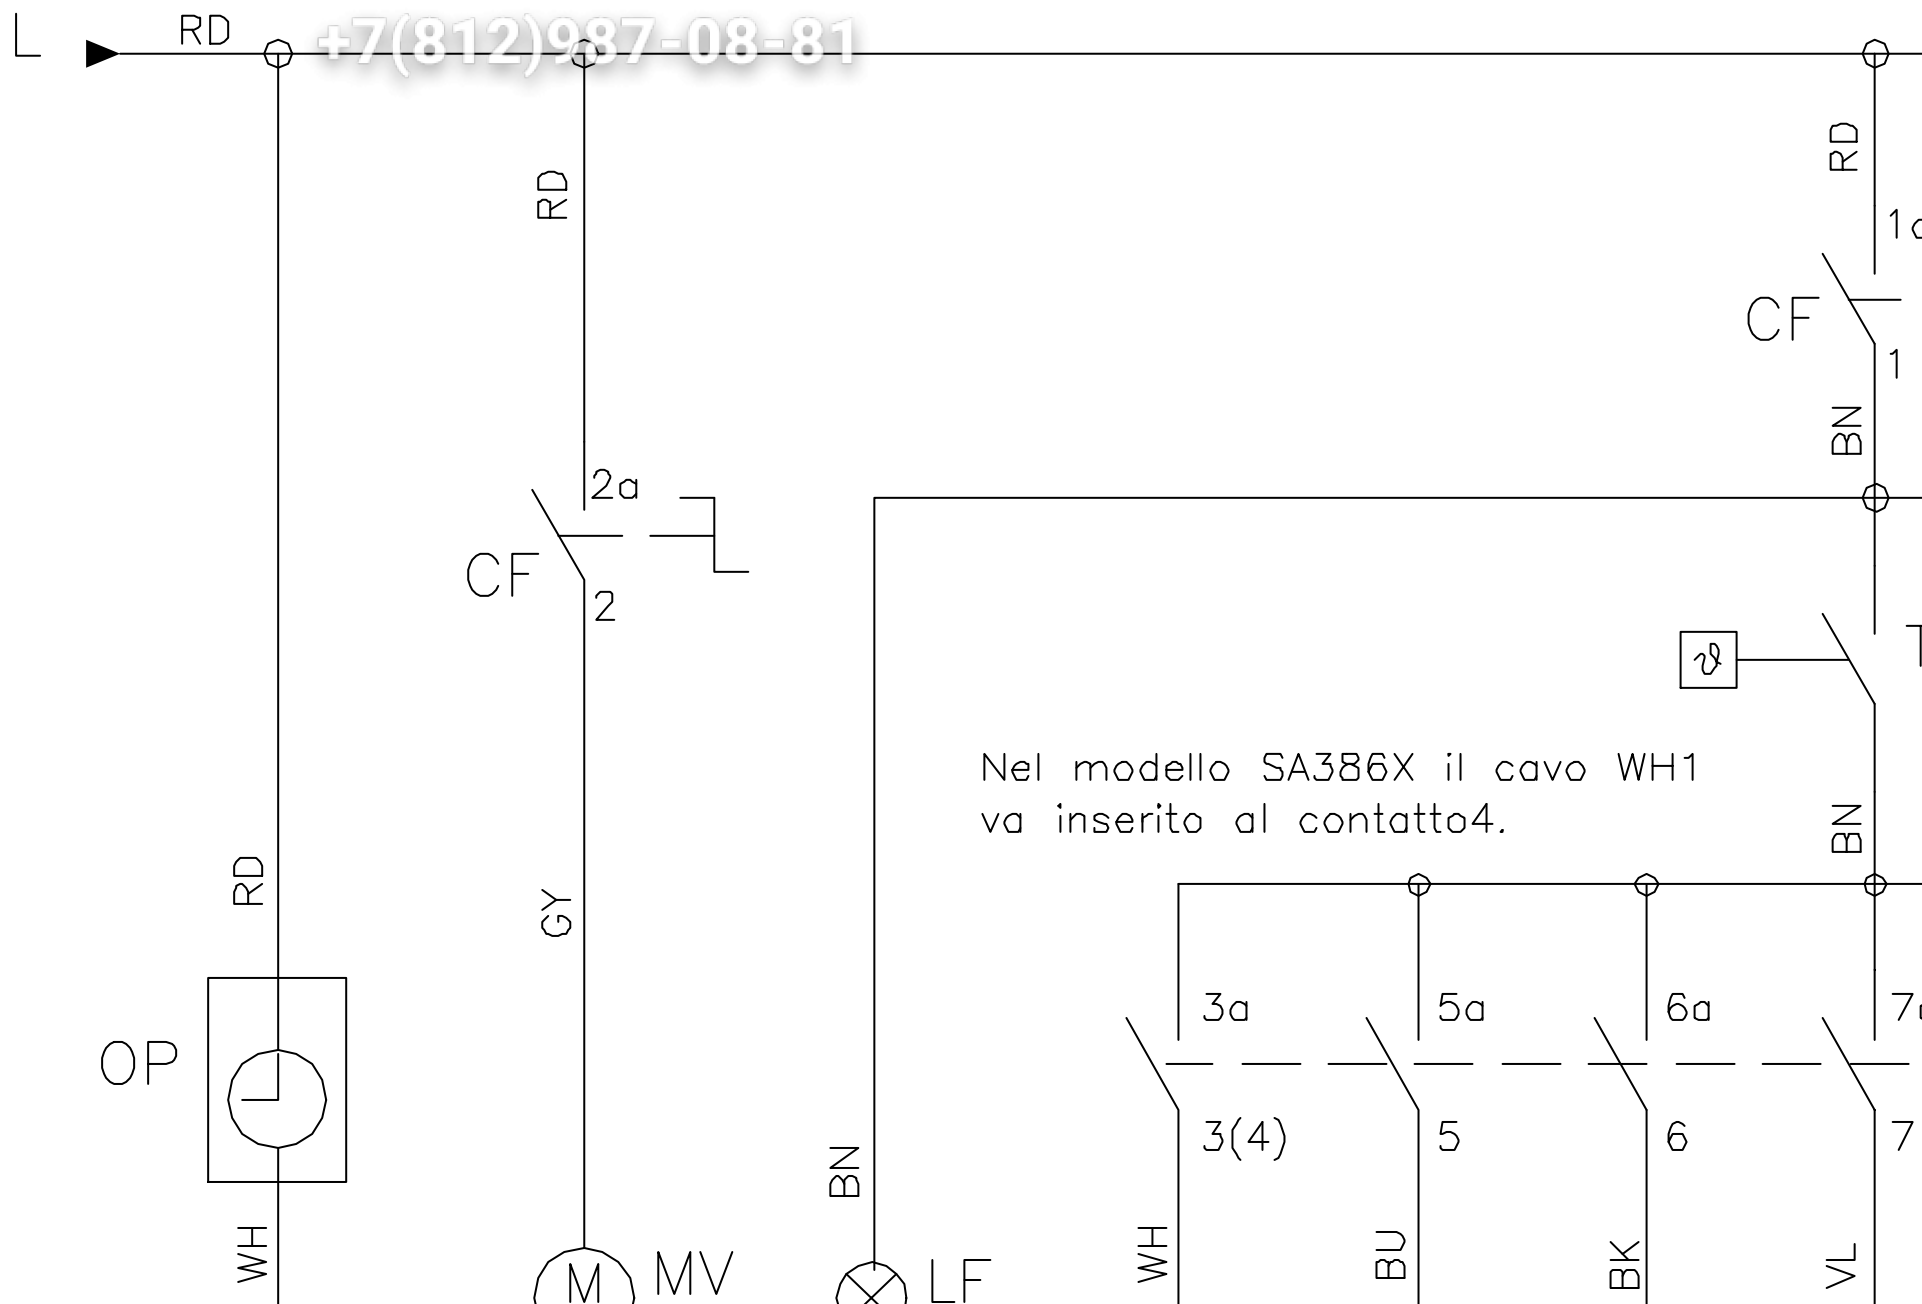 L
RD
+7(812)987-08-81
RD
RD
1a
CF
1
BN
2a
CF
2
T
Nel modello SA386X il cavo WH1
va inserito al contatto4.
BN
RD
GY
3a
5a
6a
7a
OP
3(4)
5
6
7
BN
WH
WH
BU
BK
VL
M
MV
LF